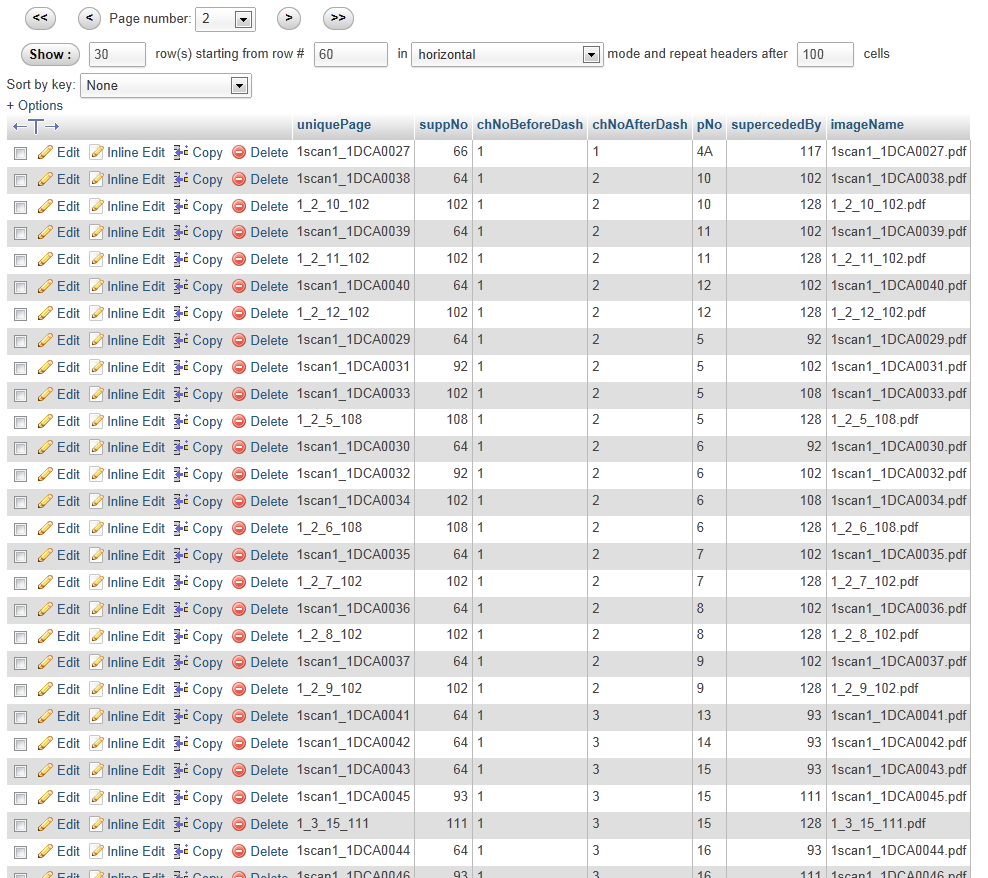 << < Page number: 2 > >>
Show : 30 row(s) starting from row # 60 in horizontal mode and repeat headers after 100 cells
Sort by key: None
+ Options
←T→ uniquePage suppNo chNoBeforeDash chNoAfterDash pNo supercededBy imageName
Edit Inline Edit Copy Delete 1scan1_1DCA0027 66 1 1 4A 117 1scan1_1DCA0027.pdf
Edit Inline Edit Copy Delete 1scan1_1DCA0038 64 1 2 10 102 1scan1_1DCA0038.pdf
Edit Inline Edit Copy Delete 1_2_10_102 102 1 2 10 128 1_2_10_102.pdf
Edit Inline Edit Copy Delete 1scan1_1DCA0039 64 1 2 11 102 1scan1_1DCA0039.pdf
Edit Inline Edit Copy Delete 1_2_11_102 102 1 2 11 128 1_2_11_102.pdf
Edit Inline Edit Copy Delete 1scan1_1DCA0040 64 1 2 12 102 1scan1_1DCA0040.pdf
Edit Inline Edit Copy Delete 1_2_12_102 102 1 2 12 128 1_2_12_102.pdf
Edit Inline Edit Copy Delete 1scan1_1DCA0029 64 1 2 5 92 1scan1_1DCA0029.pdf
Edit Inline Edit Copy Delete 1scan1_1DCA0031 92 1 2 5 102 1scan1_1DCA0031.pdf
Edit Inline Edit Copy Delete 1scan1_1DCA0033 102 1 2 5 108 1scan1_1DCA0033.pdf
Edit Inline Edit Copy Delete 1_2_5_108 108 1 2 5 128 1_2_5_108.pdf
Edit Inline Edit Copy Delete 1scan1_1DCA0030 64 1 2 6 92 1scan1_1DCA0030.pdf
Edit Inline Edit Copy Delete 1scan1_1DCA0032 92 1 2 6 102 1scan1_1DCA0032.pdf
Edit Inline Edit Copy Delete 1scan1_1DCA0034 102 1 2 6 108 1scan1_1DCA0034.pdf
Edit Inline Edit Copy Delete 1_2_6_108 108 1 2 6 128 1_2_6_108.pdf
Edit Inline Edit Copy Delete 1scan1_1DCA0035 64 1 2 7 102 1scan1_1DCA0035.pdf
Edit Inline Edit Copy Delete 1_2_7_102 102 1 2 7 128 1_2_7_102.pdf
Edit Inline Edit Copy Delete 1scan1_1DCA0036 64 1 2 8 102 1scan1_1DCA0036.pdf
Edit Inline Edit Copy Delete 1_2_8_102 102 1 2 8 128 1_2_8_102.pdf
Edit Inline Edit Copy Delete 1scan1_1DCA0037 64 1 2 9 102 1scan1_1DCA0037.pdf
Edit Inline Edit Copy Delete 1_2_9_102 102 1 2 9 128 1_2_9_102.pdf
Edit Inline Edit Copy Delete 1scan1_1DCA0041 64 1 3 13 93 1scan1_1DCA0041.pdf
Edit Inline Edit Copy Delete 1scan1_1DCA0042 64 1 3 14 93 1scan1_1DCA0042.pdf
Edit Inline Edit Copy Delete 1scan1_1DCA0043 64 1 3 15 93 1scan1_1DCA0043.pdf
Edit Inline Edit Copy Delete 1scan1_1DCA0045 93 1 3 15 111 1scan1_1DCA0045.pdf
Edit Inline Edit Copy Delete 1_3_15_111 111 1 3 15 128 1_3_15_111.pdf
Edit Inline Edit Copy Delete 1scan1_1DCA0044 64 1 3 16 93 1scan1_1DCA0044.pdf
Edit Inline Edit Copy Delete 1scan1_1DCA0046 93 1 3 16 111 1scan1_1DCA0046.pdf